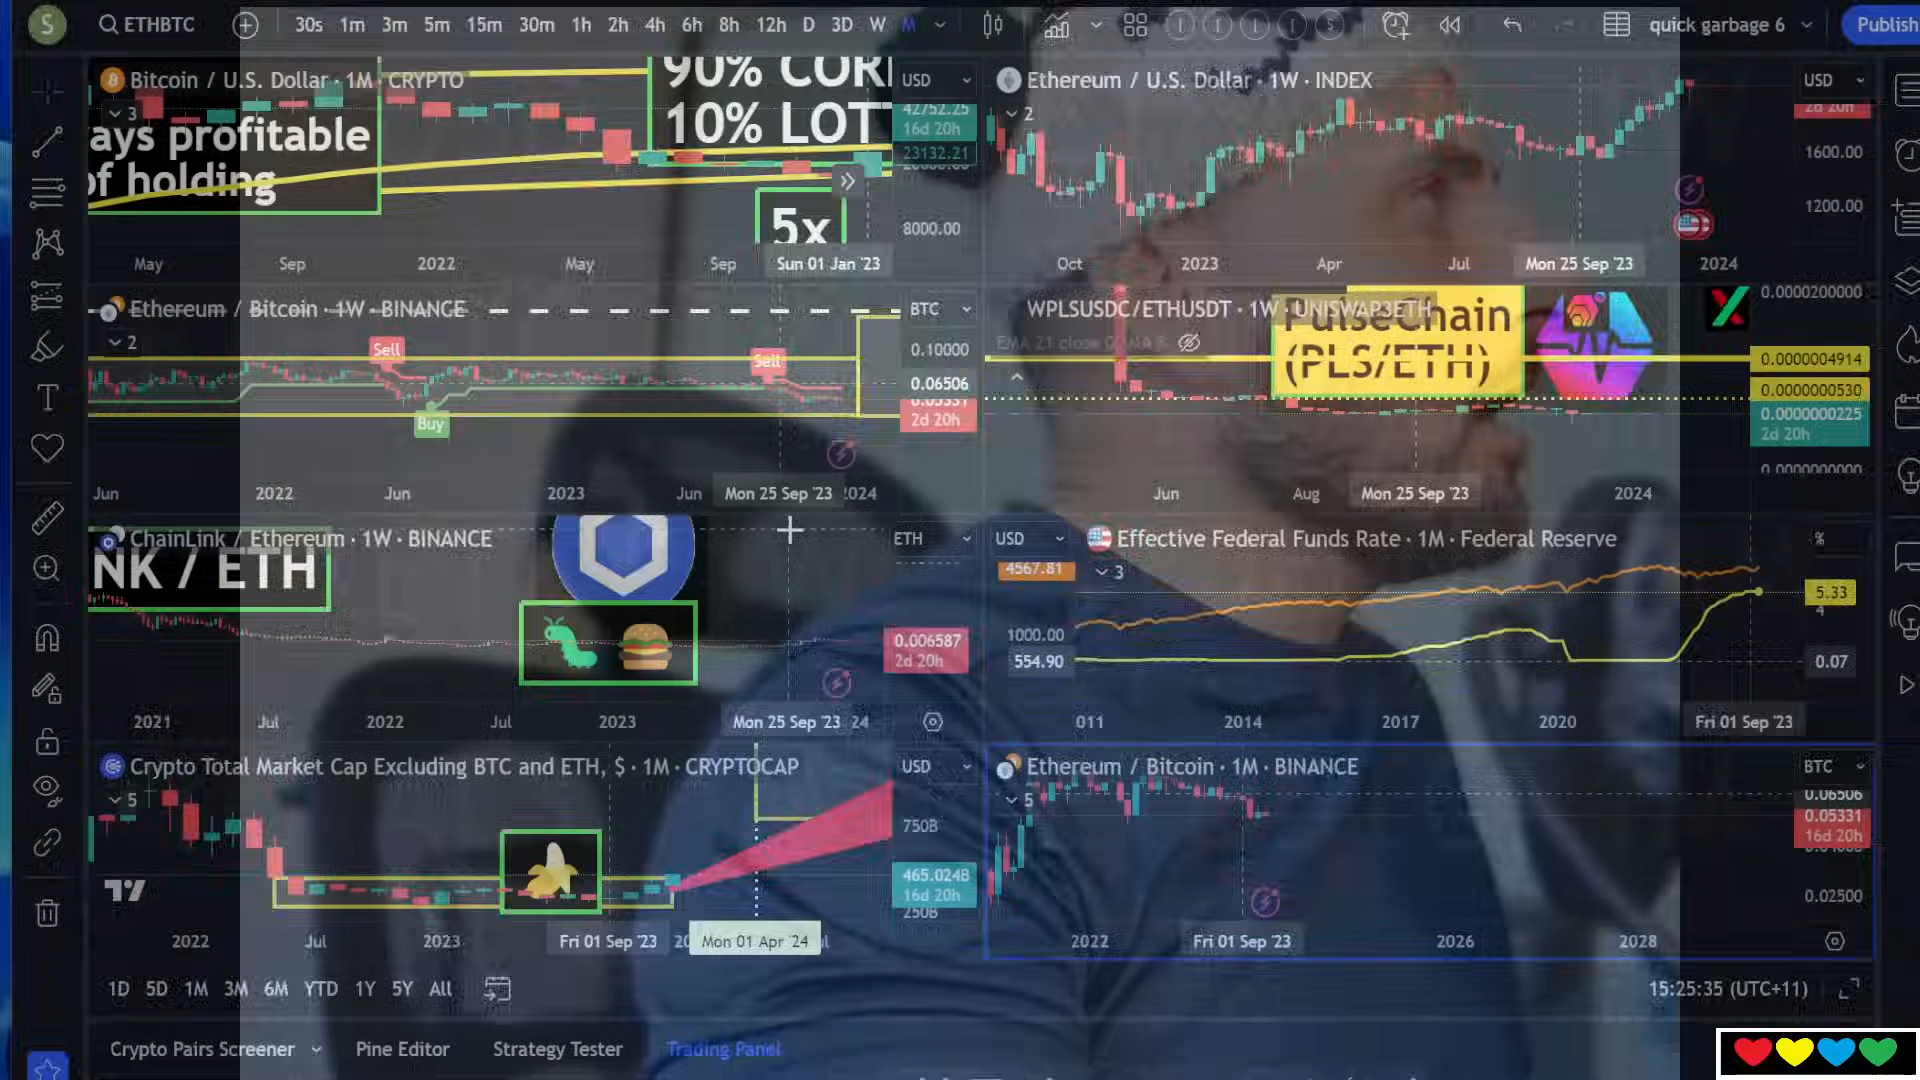 S ETHBTC 30s 1m 3m 5m 15m 30m 1h 2h 4h 6h 8h 12h D 3D W M quick garbage 6 Publish
Bitcoin / U.S. Dollar · 1M · CRYPTO
3
ays profitable
of holding
90% COR
10% LOT
5x
USD
42752.25
16d 20h
23132.21
8000.00
May Sep 2022 May Sep Sun 01 Jan '23
Ethereum / U.S. Dollar · 1W · INDEX
2
USD
2d 20h
1600.00
1200.00
Oct 2023 Apr Jul Mon 25 Sep '23 2024
Ethereum / Bitcoin · 1W · BINANCE
2
Sell
Buy
Sell
BTC
0.10000
0.06506
0.05331
2d 20h
Jun 2022 Jun 2023 Jun Mon 25 Sep '23 2024
WPLSUSDC/ETHUSDT · 1W · UNISWAP3ETH
PulseChain
(PLS/ETH)
0.0000200000
0.0000004914
0.0000000530
0.0000000225
2d 20h
0.0000000000
Jun Aug Mon 25 Sep '23 2024
ChainLink / Ethereum · 1W · BINANCE
NK / ETH
ETH
0.006587
2d 20h
2021 Jul 2022 Jul 2023 Mon 25 Sep '23 24
USD Effective Federal Funds Rate · 1M · Federal Reserve %
4567.81
3
1000.00
554.90
5.33
4
0.07
011 2014 2017 2020 Fri 01 Sep '23
Crypto Total Market Cap Excluding BTC and ETH, $ · 1M · CRYPTOCAP
5
USD
750B
465.024B
16d 20h
250B
2022 Jul 2023 Fri 01 Sep '23 20 Mon 01 Apr '24
Ethereum / Bitcoin · 1M · BINANCE
5
BTC
0.06506
0.05331
16d 20h
0.02500
2022 Fri 01 Sep '23 2026 2028
1D 5D 1M 3M 6M YTD 1Y 5Y All 15:25:35 (UTC+11)
Crypto Pairs Screener Pine Editor Strategy Tester Trading Panel